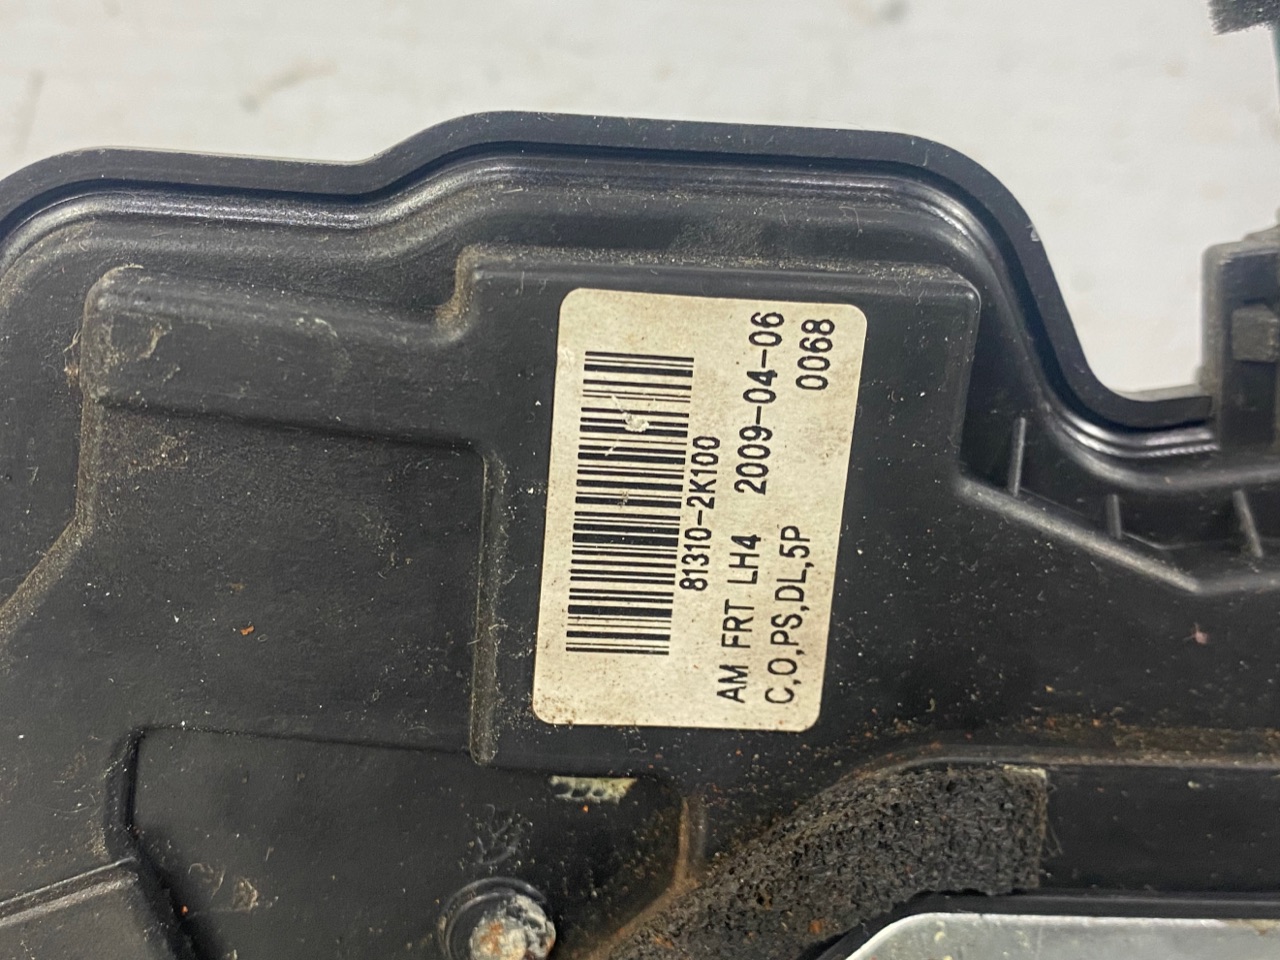 81310-2K100
AM FRT LH4 2009-04-06
C,O,PS,DL,5P 0068